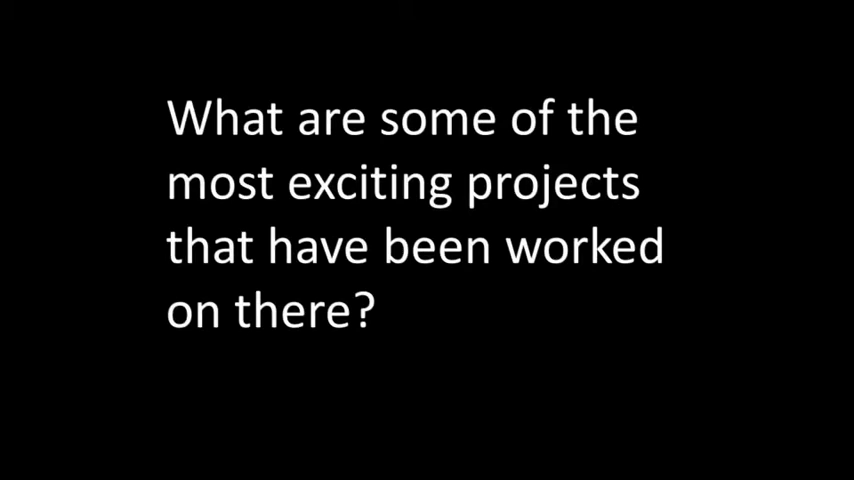 What are some of the
most exciting projects
that have been worked
on there?